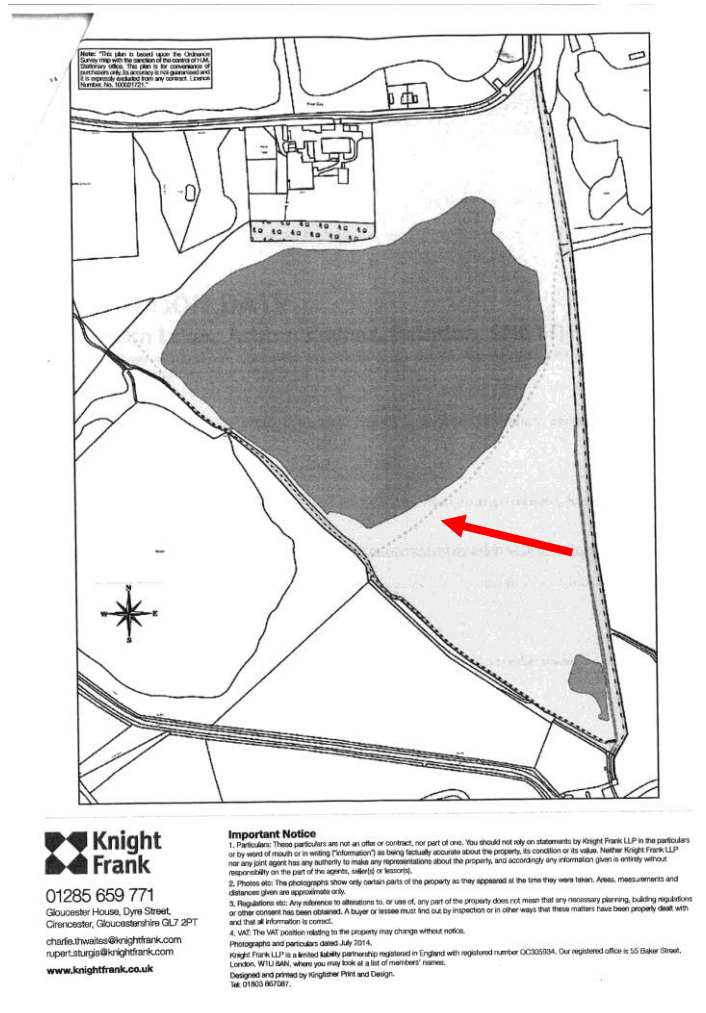 Note: "This plan is based upon the Ordnance
Survey map with the sanction of the control of H.M.
Stationary office. This plan is for convenience of
purchasers only. Its accuracy is not guaranteed and
it is expressly excluded from any contract. Licence
Number. No. 100021721."
N
W
E
S
Knight
Frank
01285 659 771
Gloucester House, Dyre Street,
Cirencester, Gloucestershire GL7 2PT
charlie.thwaites@knightfrank.com
rupert.sturgis@knightfrank.com
www.knightfrank.co.uk
Important Notice
1. Particulars: These particulars are not an offer or contract, nor part of one. You should not rely on statements by Knight Frank LLP in the particulars
or by word of mouth or in writing ("information") as being factually accurate about the property, its condition or its value. Neither Knight Frank LLP
nor any joint agent has any authority to make any representations about the property, and accordingly any information given is entirely without
responsibility on the part of the agents, seller(s) or lessor(s).
2. Photos etc: The photographs show only certain parts of the property as they appeared at the time they were taken. Areas, measurements and
distances given are approximate only.
3. Regulations etc: Any reference to alterations to, or use of, any part of the property does not mean that any necessary planning, building regulations
or other consent has been obtained. A buyer or lessee must find out by inspection or in other ways that these matters have been properly dealt with
and that all information is correct.
4. VAT: The VAT position relating to the property may change without notice.
Photographs and particulars dated July 2014.
Knight Frank LLP is a limited liability partnership registered in England with registered number OC305934. Our registered office is 55 Baker Street,
London, W1U 8AN, where you may look at a list of members' names.
Designed and printed by Kingfisher Print and Design.
Tel: 01803 867087.